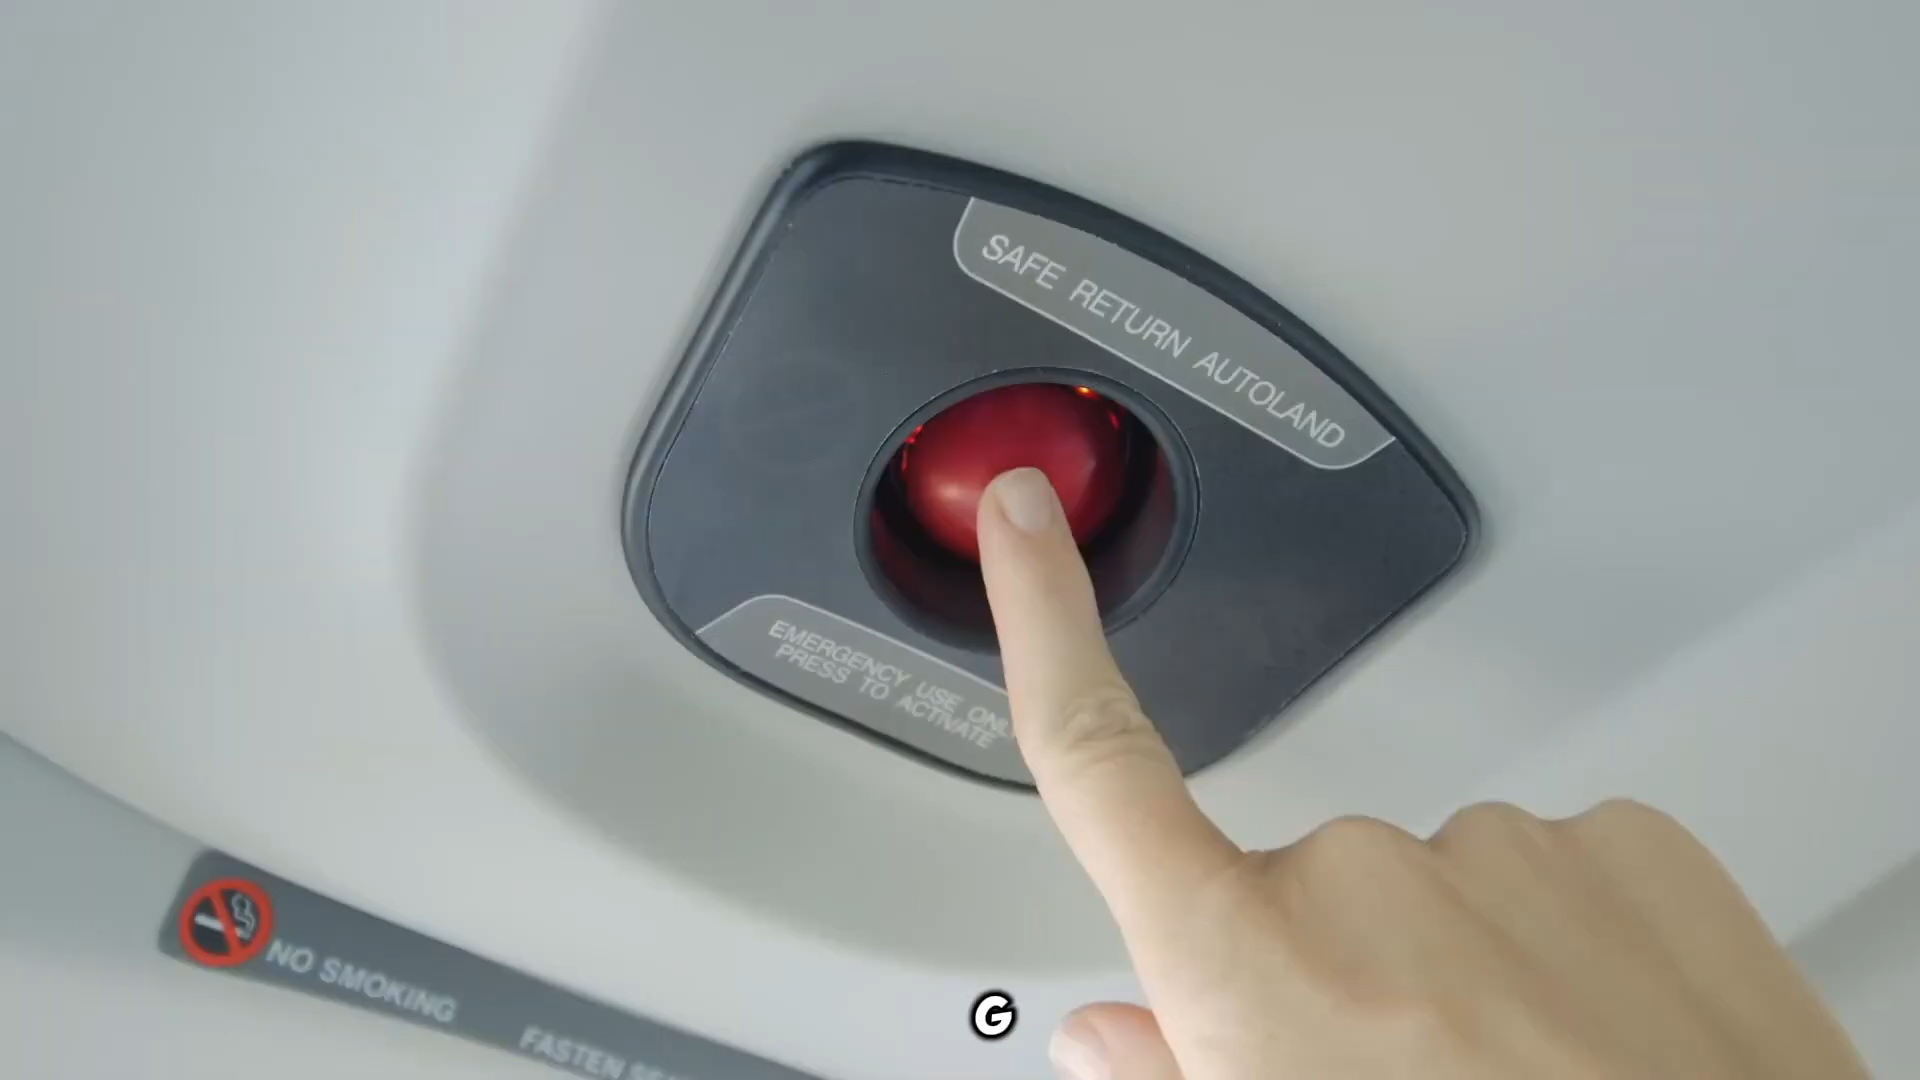 SAFE RETURN AUTOLAND
EMERGENCY USE ONLY
PRESS TO ACTIVATE
NO SMOKING
FASTEN
G